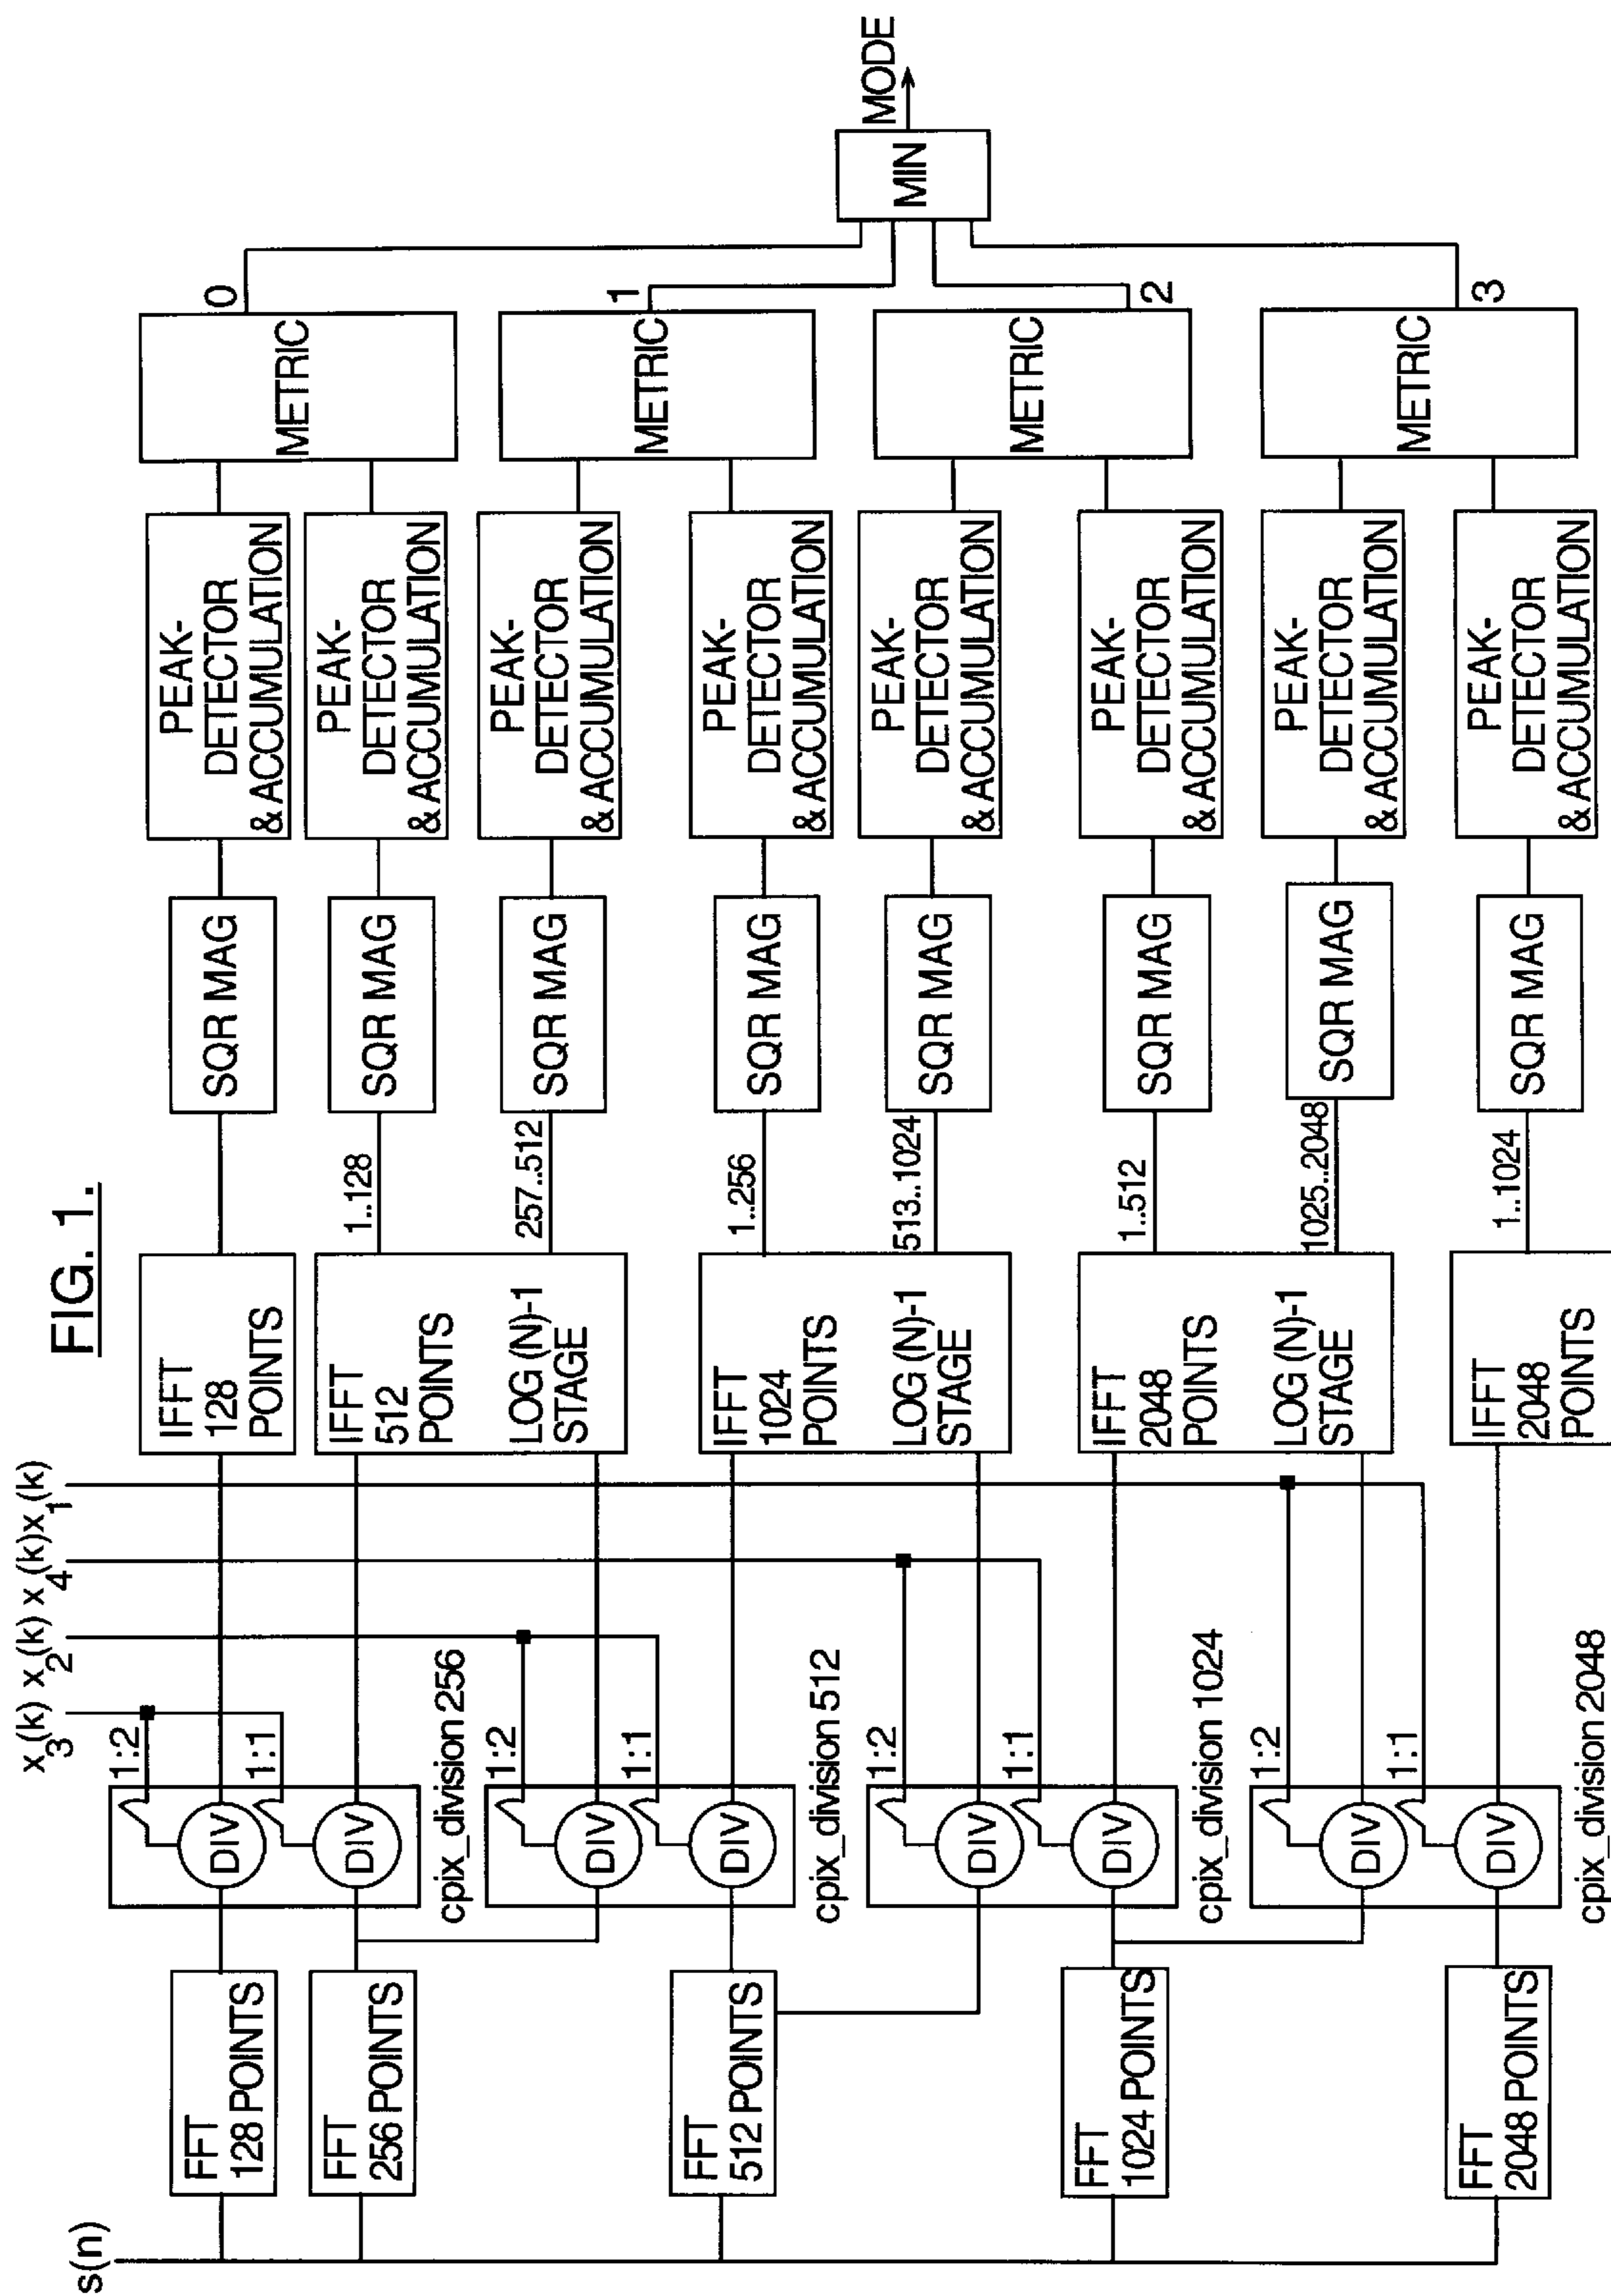 FIG. 1.
s(n)
FFT
128 POINTS
FFT
256 POINTS
FFT
512 POINTS
FFT
1024 POINTS
FFT
2048 POINTS
x3(k) x2(k) x4(k) x1(k)
1:2
DIV
1:1
DIV
cpix_division 256
1:2
DIV
1:1
DIV
cpix_division 512
1:2
DIV
1:1
DIV
cpix_division 1024
1:2
DIV
1:1
DIV
cpix_division 2048
IFFT
128
POINTS
IFFT
512
POINTS
LOG (N)-1
STAGE
IFFT
1024
POINTS
LOG (N)-1
STAGE
IFFT
2048
POINTS
LOG (N)-1
STAGE
IFFT
2048
POINTS
1..128
257..512
1..256
513..1024
1..512
1025..2048
1..1024
SQR MAG
SQR MAG
SQR MAG
SQR MAG
SQR MAG
SQR MAG
SQR MAG
SQR MAG
PEAK-
DETECTOR
& ACCUMULATION
PEAK-
DETECTOR
& ACCUMULATION
PEAK-
DETECTOR
& ACCUMULATION
PEAK-
DETECTOR
& ACCUMULATION
PEAK-
DETECTOR
& ACCUMULATION
PEAK-
DETECTOR
& ACCUMULATION
PEAK-
DETECTOR
& ACCUMULATION
PEAK-
DETECTOR
& ACCUMULATION
METRIC
0
METRIC
1
METRIC
2
METRIC
3
MIN
MODE